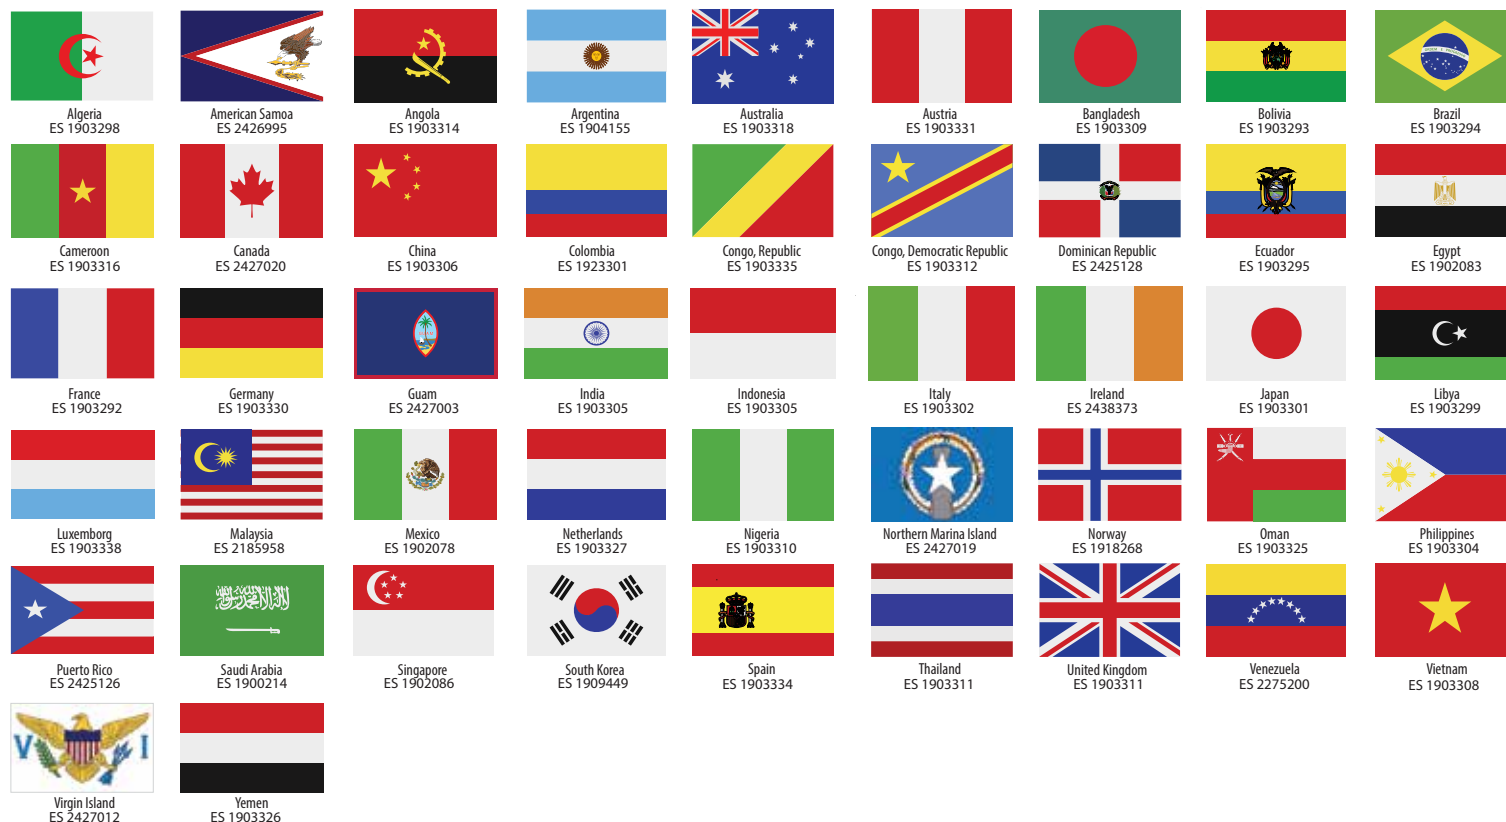 Algeria
ES 1903298
American Samoa
ES 2426995
Angola
ES 1903314
Argentina
ES 1904155
Australia
ES 1903318
Austria
ES 1903331
Bangladesh
ES 1903309
Bolivia
ES 1903293
Brazil
ES 1903294
Cameroon
ES 1903316
Canada
ES 2427020
China
ES 1903306
Colombia
ES 1923301
Congo, Republic
ES 1903335
Congo, Democratic Republic
ES 1903312
Dominican Republic
ES 2425128
Ecuador
ES 1903295
Egypt
ES 1902083
France
ES 1903292
Germany
ES 1903330
Guam
ES 2427003
India
ES 1903305
Indonesia
ES 1903305
Italy
ES 1903302
Ireland
ES 2438373
Japan
ES 1903301
Libya
ES 1903299
Luxemborg
ES 1903338
Malaysia
ES 2185958
Mexico
ES 1902078
Netherlands
ES 1903327
Nigeria
ES 1903310
Northern Marina Island
ES 2427019
Norway
ES 1918268
Oman
ES 1903325
Philippines
ES 1903304
Puerto Rico
ES 2425126
Saudi Arabia
ES 1900214
Singapore
ES 1902086
South Korea
ES 1909449
Spain
ES 1903334
Thailand
ES 1903311
United Kingdom
ES 1903311
Venezuela
ES 2275200
Vietnam
ES 1903308
V I
Virgin Island
ES 2427012
Yemen
ES 1903326